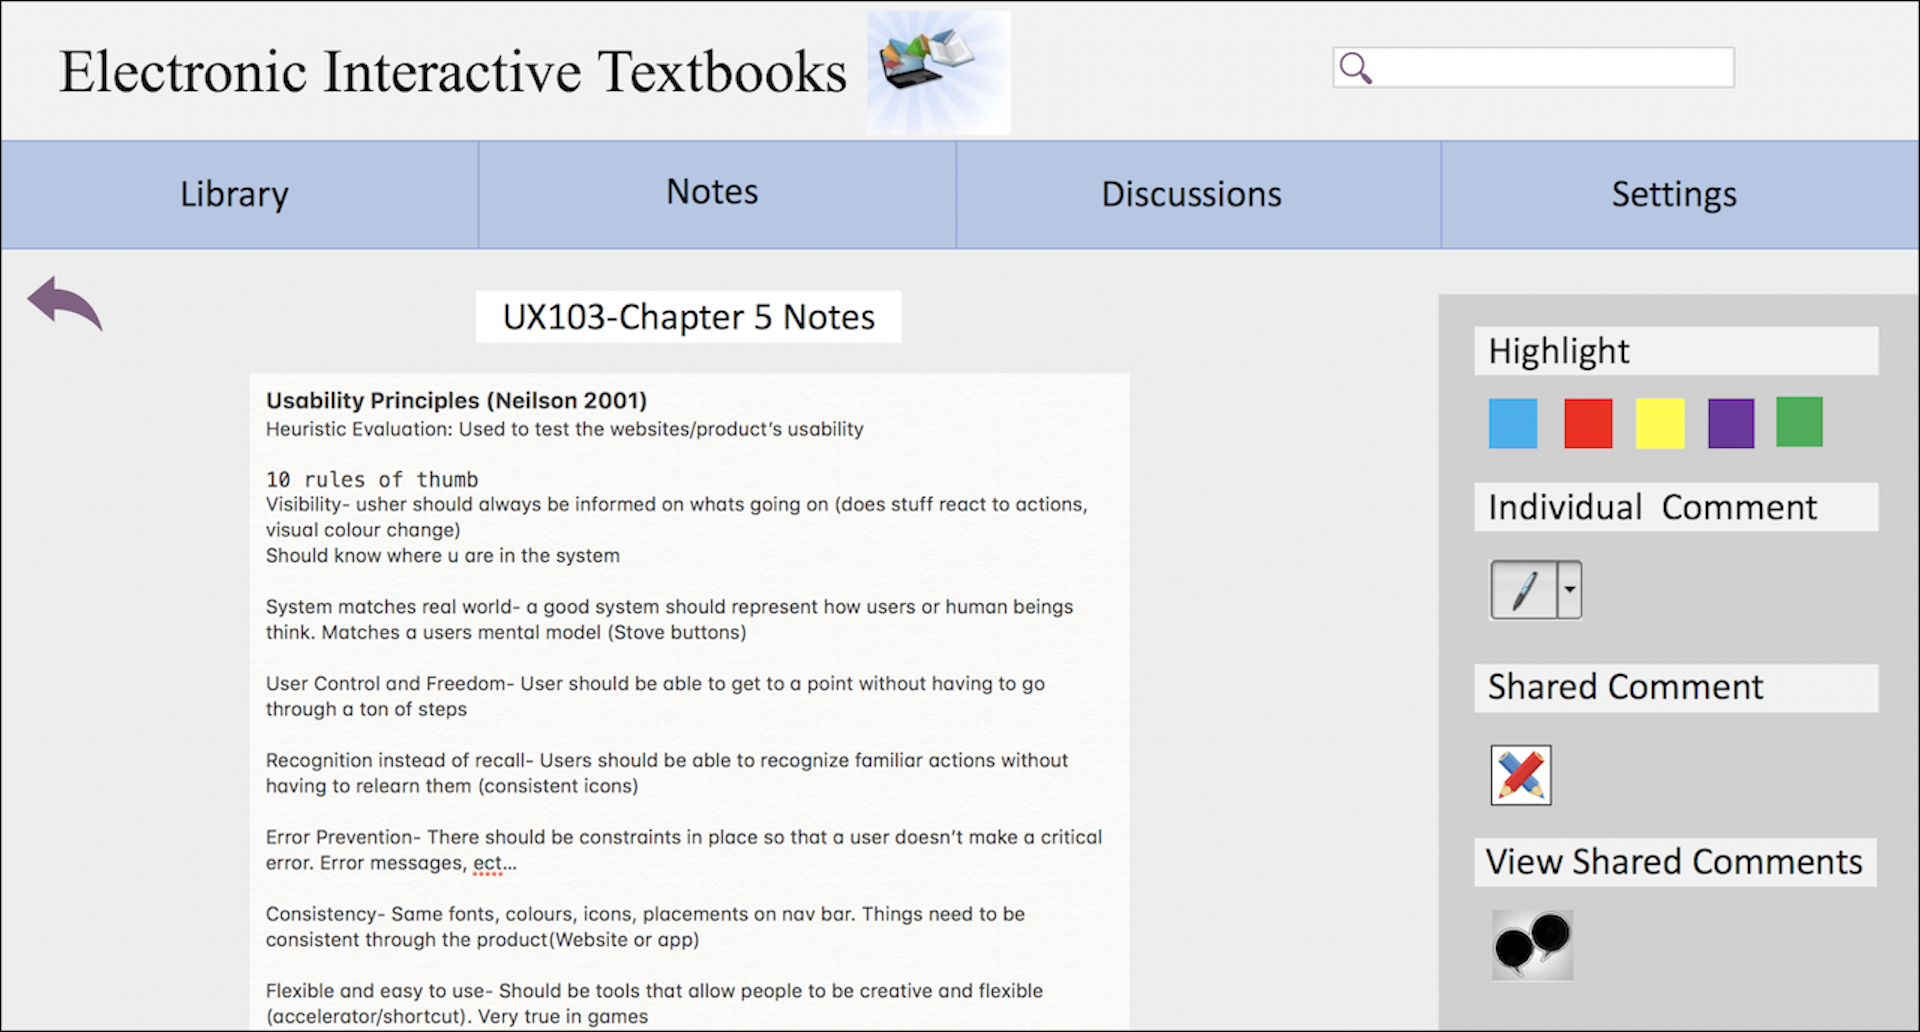 Electronic Interactive Textbooks
Library
Notes
Discussions
Settings
UX103-Chapter 5 Notes
Usability Principles (Neilson 2001)
Heuristic Evaluation: Used to test the websites/product’s usability
10 rules of thumb
Visibility- usher should always be informed on whats going on (does stuff react to actions,
visual colour change)
Should know where u are in the system
System matches real world- a good system should represent how users or human beings
think. Matches a users mental model (Stove buttons)
User Control and Freedom- User should be able to get to a point without having to go
through a ton of steps
Recognition instead of recall- Users should be able to recognize familiar actions without
having to relearn them (consistent icons)
Error Prevention- There should be constraints in place so that a user doesn’t make a critical
error. Error messages, ect...
Consistency- Same fonts, colours, icons, placements on nav bar. Things need to be
consistent through the product(Website or app)
Flexible and easy to use- Should be tools that allow people to be creative and flexible
(accelerator/shortcut). Very true in games
Highlight
Individual Comment
Shared Comment
View Shared Comments